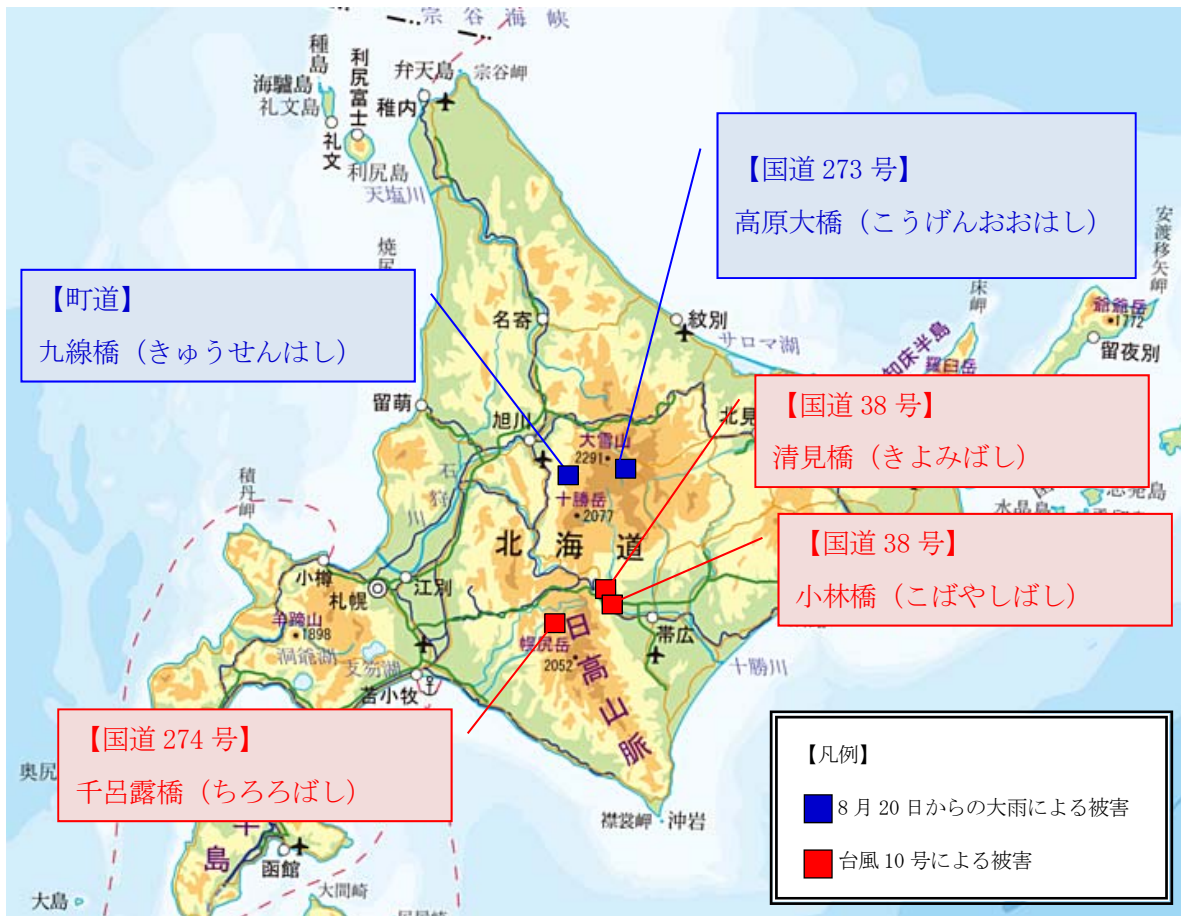 宗谷海峡
種島
海驢島
礼文島
礼文
利尻富士
利尻島
弁天島
宗谷岬
稚内
天塩川
焼尻
【国道 273 号】
高原大橋（こうげんおおはし）
安渡移矢岬
床岬
爺爺岳
1772
留夜別
知床半島
羅臼岳
【町道】
九線橋（きゅうせんはし）
名寄
紋別
サロマ湖
留萌
旭川
大雪山
2291
北見
【国道 38 号】
清見橋（きよみばし）
石狩川
十勝岳
2077
積丹岬
水晶島
志発島
北海道
【国道 38 号】
小林橋（こばやしばし）
小樽
札幌
江別
羊蹄山
1898
洞爺湖
支笏湖
苫小牧
幌尻岳
2052
日高山脈
帯広
十勝川
【国道 274 号】
千呂露橋（ちろろばし）
奥尻
半島
函館
大島
大間崎
襟裳岬
沖岩
【凡例】
8 月 20 日からの大雨による被害
台風 10 号による被害